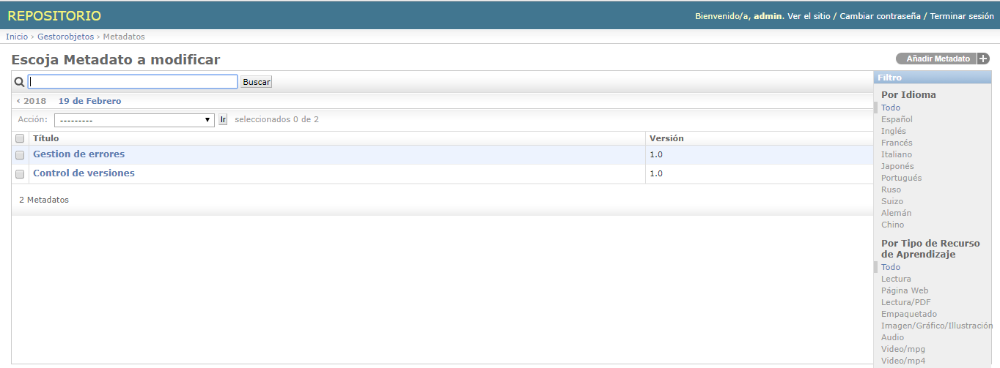 REPOSITORIO
Bienvenido/a, admin. Ver el sitio / Cambiar contraseña / Terminar sesión
Inicio › Gestorobjetos › Metadatos
Escoja Metadato a modificar
Añadir Metadato +
Buscar
‹ 2018 19 de Febrero
Acción: --------- Ir seleccionados 0 de 2
Título Versión
Gestion de errores 1.0
Control de versiones 1.0
2 Metadatos
Filtro
Por Idioma
Todo
Español
Inglés
Francés
Italiano
Japonés
Portugués
Ruso
Suizo
Alemán
Chino
Por Tipo de Recurso
de Aprendizaje
Todo
Lectura
Página Web
Lectura/PDF
Empaquetado
Imagen/Gráfico/Illustración
Audio
Video/mpg
Video/mp4